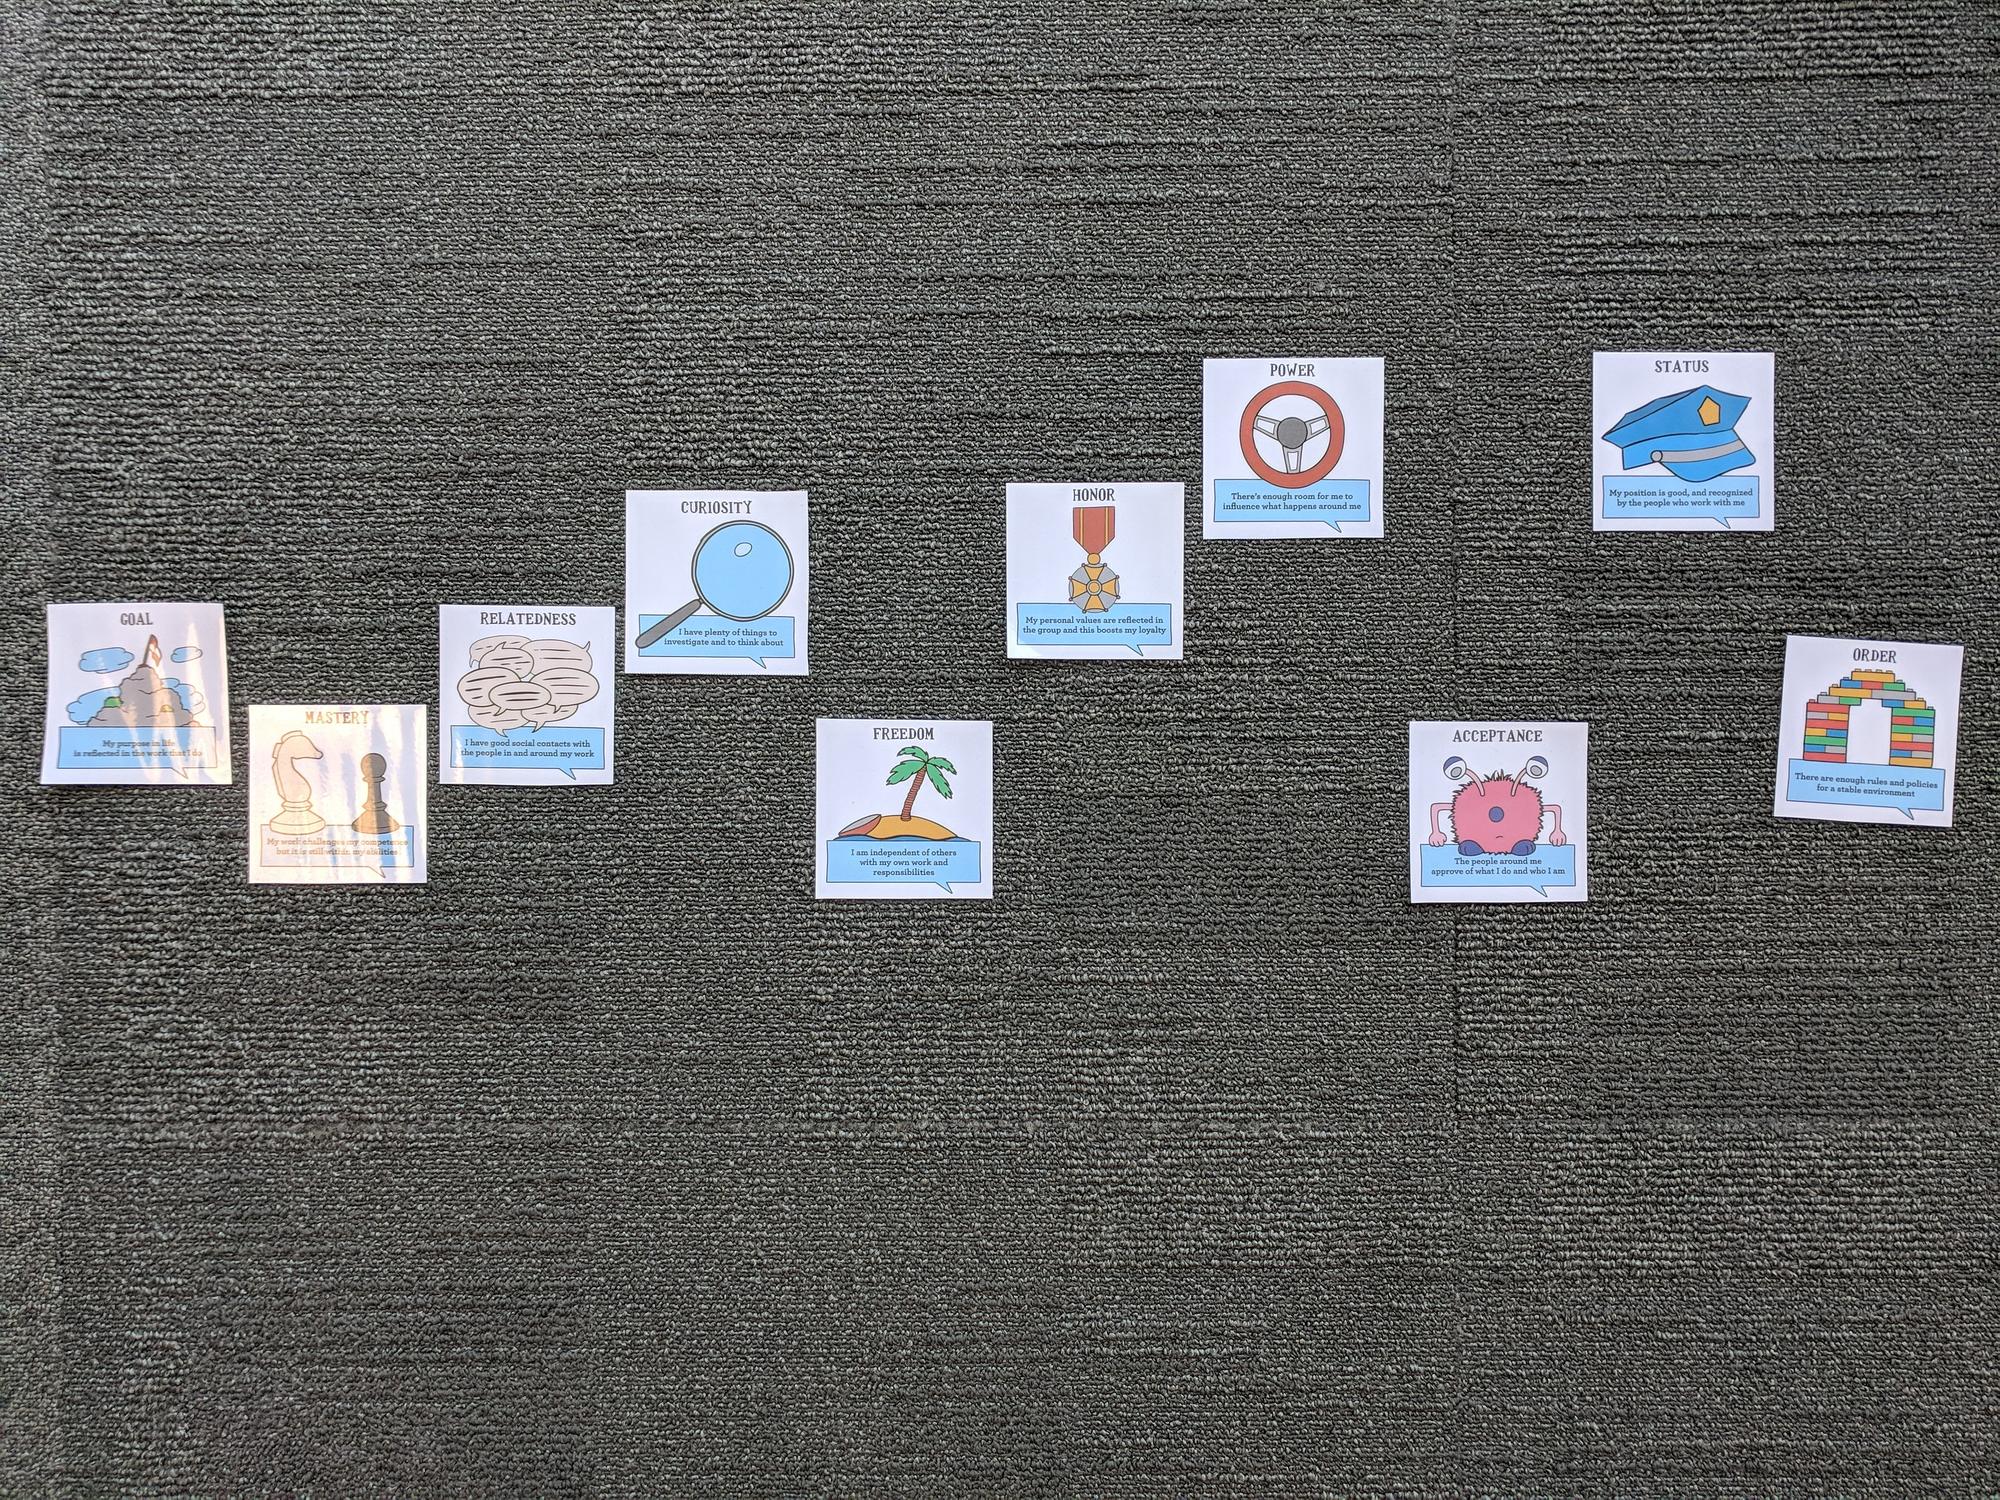 GOAL
My purpose in life
is reflected in the work that I do
MASTERY
My work challenges my competence
but it is still within my abilities
RELATEDNESS
I have good social contacts with
the people in and around my work
CURIOSITY
I have plenty of things to
investigate and to think about
FREEDOM
I am independent of others
with my own work and
responsibilities
HONOR
My personal values are reflected in
the group and this boosts my loyalty
POWER
There's enough room for me to
influence what happens around me
ACCEPTANCE
The people around me
approve of what I do and who I am
STATUS
My position is good, and recognized
by the people who work with me
ORDER
There are enough rules and policies
for a stable environment